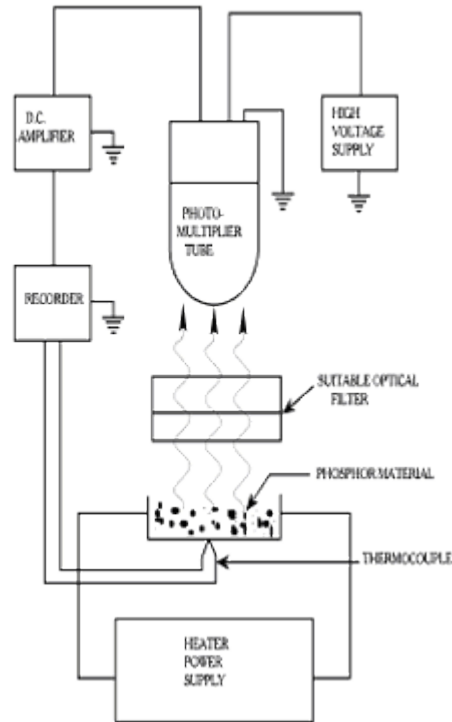 D.C.
AMPLIFIER
HIGH
VOLTAGE
SUPPLY
PHOTO-
MULTIPLIER
TUBE
RECORDER
SUITABLE OPTICAL
FILTER
PHOSPHOR MATERIAL
THERMOCOUPLE
HEATER
POWER
SUPPLY